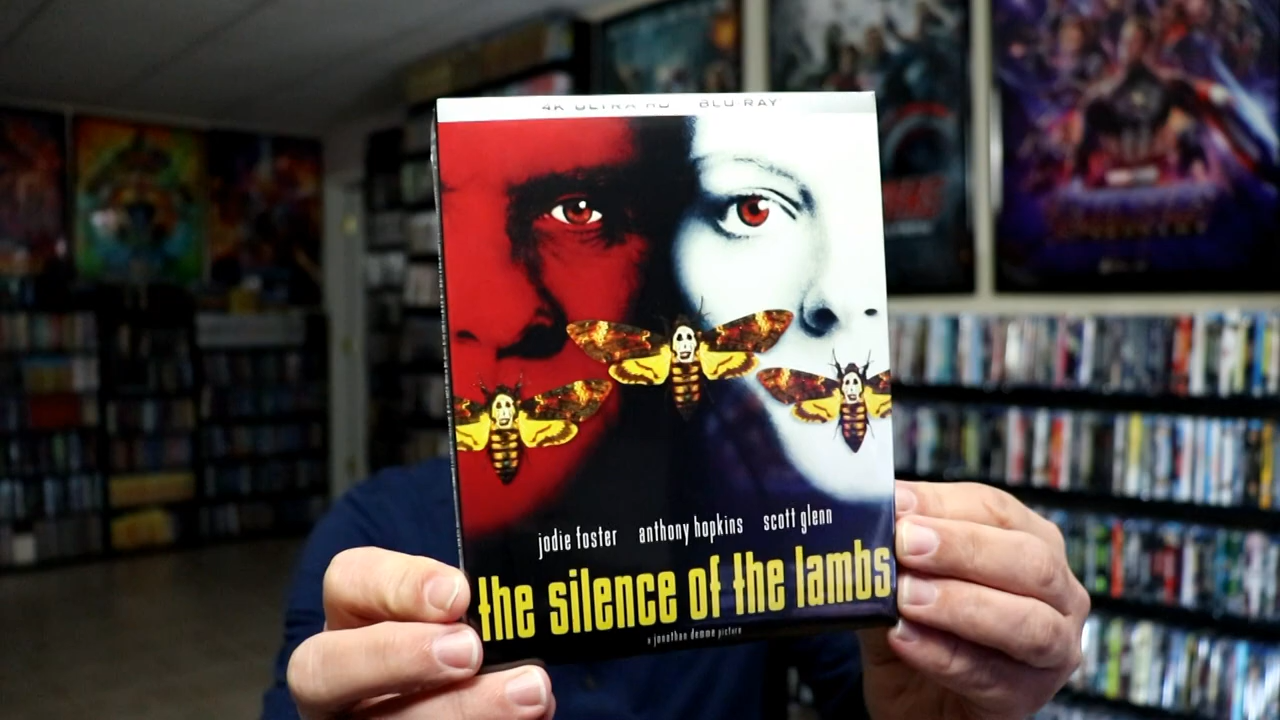 4K ULTRA HD BLU-RAY
jodie foster anthony hopkins scott glenn
the silence of the lambs
a jonathan demme picture